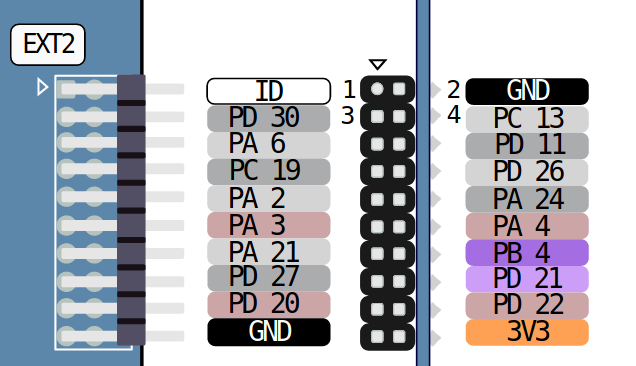 EXT2
ID 1 2 GND
PD 30 3 4 PC 13
PA 6 PD 11
PC 19 PD 26
PA 2 PA 24
PA 3 PA 4
PA 21 PB 4
PD 27 PD 21
PD 20 PD 22
GND 3V3